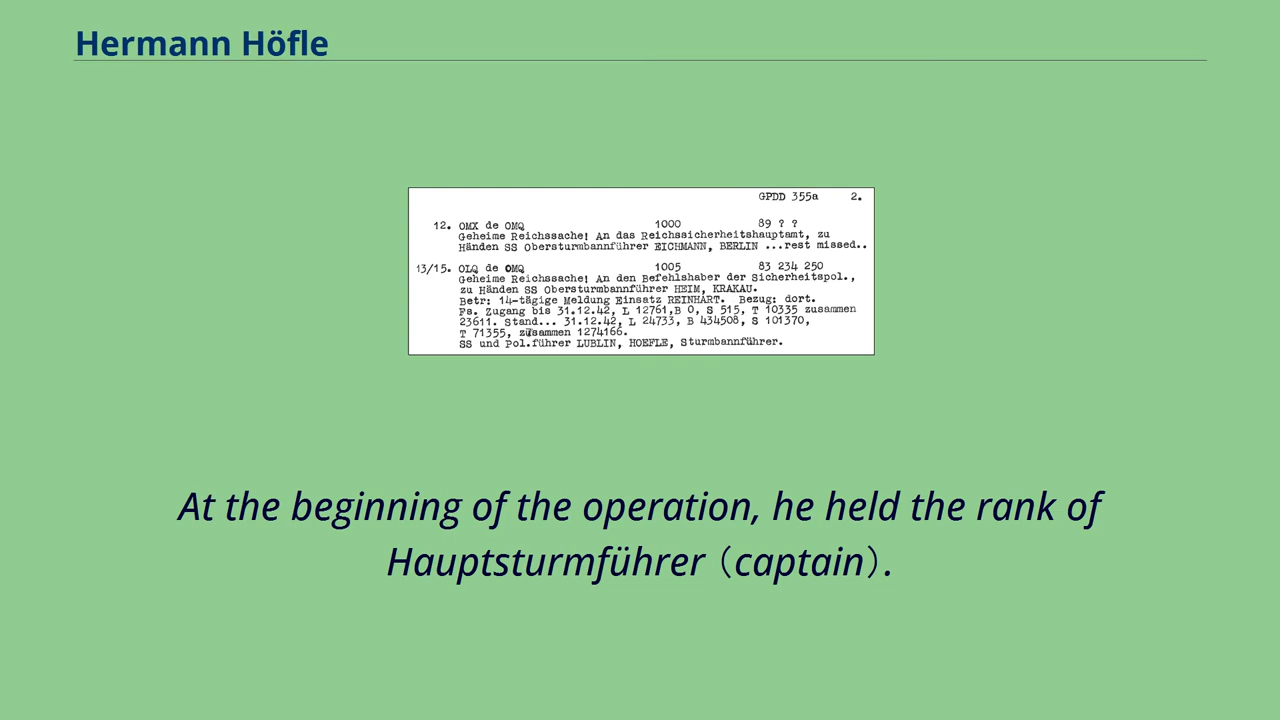 Hermann Höfle
GPDD 355a 2.
12. OMX de OMQ 1000 89 ? ?
Geheime Reichssache! An das Reichssicherheitshauptamt, zu
Händen SS Obersturmbannführer EICHMANN, BERLIN ...rest missed..
13/15. OLQ de OMQ 1005 83 234 250
Geheime Reichssache! An den Befehlshaber der Sicherheitspol.,
zu Händen SS Obersturmbannführer HEIM, KRAKAU.
Betr: 14-tägige Meldung Einsatz REINHART. Bezug: dort.
Fs. Zugang bis 31.12.42, L 12761,B 0, S 515, T 10335 zusammen
23611. Stand... 31.12.42, L 24733, B 434508, S 101370,
T 71355, zusammen 1274166.
SS und Pol.führer LUBLIN, HOEFLE, Sturmbannführer.
At the beginning of the operation, he held the rank of
Hauptsturmführer (captain).